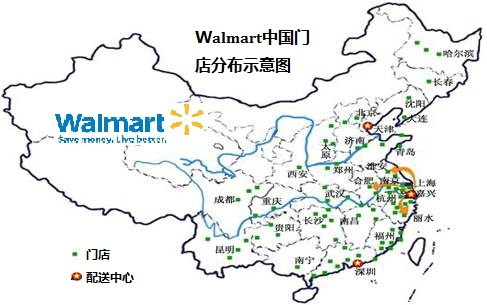 Walmart中国门
店分布示意图
Walmart
Save money. Live better.
哈尔滨
长春
沈阳
大连
北京
天津
太原
济南
青岛
西安
郑州
淮安
合肥
南京
上海
嘉兴
杭州
成都
重庆
武汉
丽水
长沙
南昌
贵阳
福州
昆明
南宁
深圳
门店
配送中心